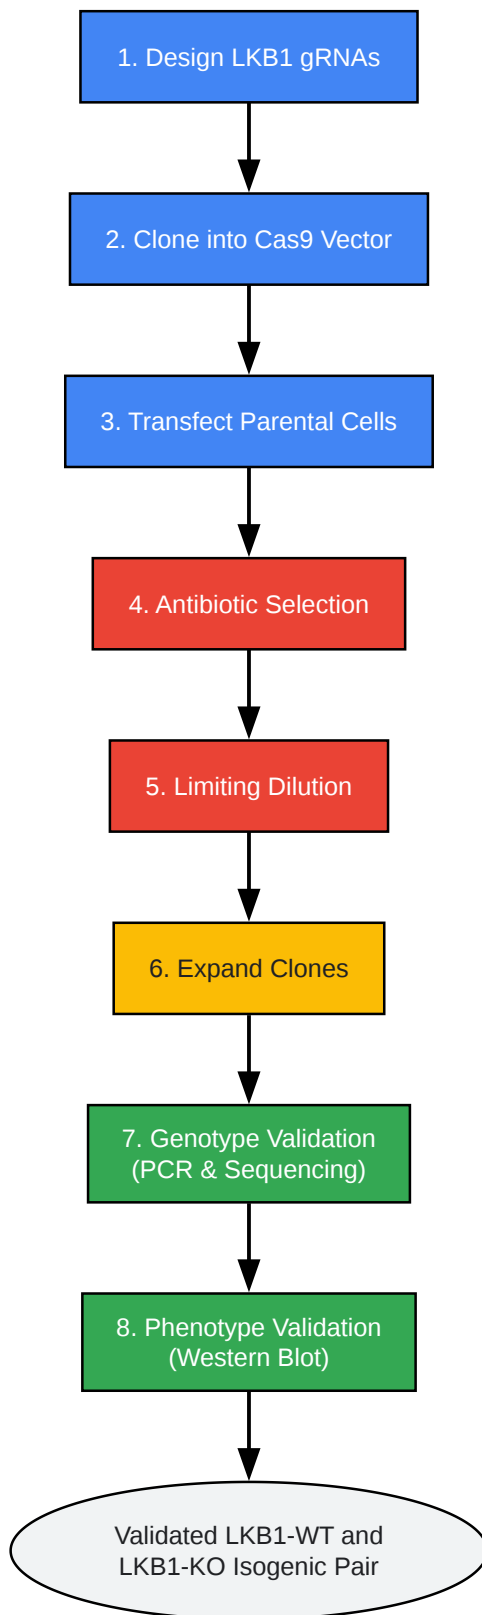 1. Design LKB1 gRNAs
2. Clone into Cas9 Vector
3. Transfect Parental Cells
4. Antibiotic Selection
5. Limiting Dilution
6. Expand Clones
7. Genotype Validation
(PCR & Sequencing)
8. Phenotype Validation
(Western Blot)
Validated LKB1-WT and
LKB1-KO Isogenic Pair